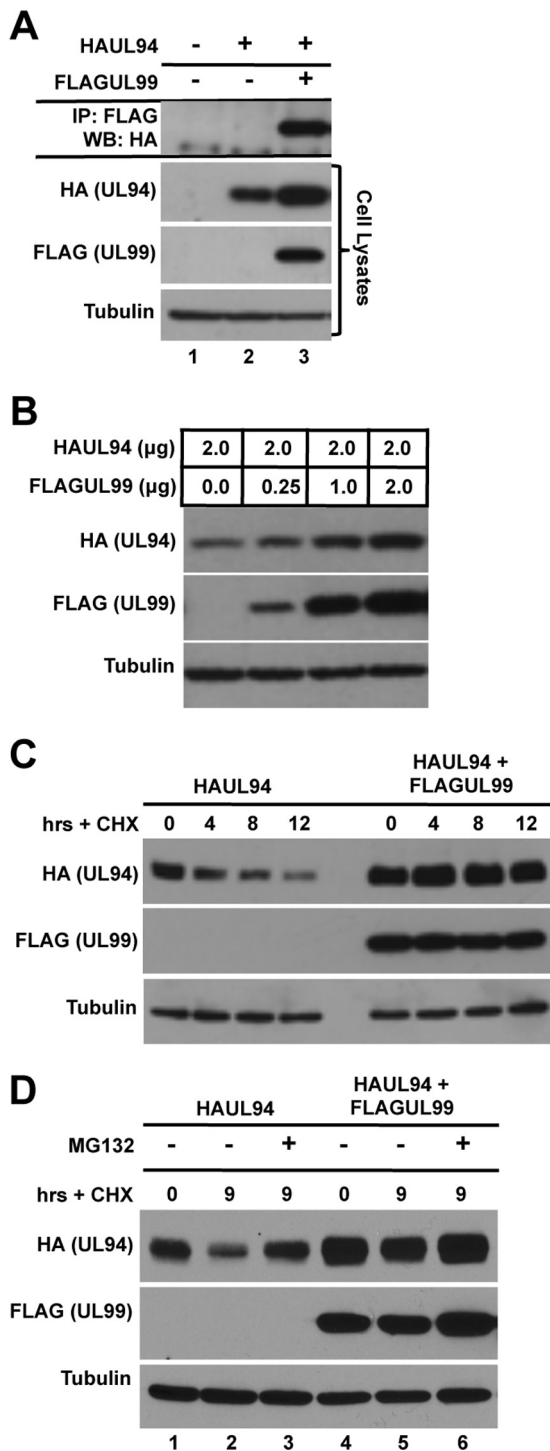 A
HAUL94 - + +
FLAGUL99 - - +
IP: FLAG
WB: HA
HA (UL94)
FLAG (UL99)
Tubulin
Cell Lysates
1 2 3
B
HAUL94 (µg) 2.0 2.0 2.0 2.0
FLAGUL99 (µg) 0.0 0.25 1.0 2.0
HA (UL94)
FLAG (UL99)
Tubulin
C
HAUL94
HAUL94 +
FLAGUL99
hrs + CHX 0 4 8 12 0 4 8 12
HA (UL94)
FLAG (UL99)
Tubulin
D
HAUL94
HAUL94 +
FLAGUL99
MG132 - - + - - +
hrs + CHX 0 9 9 0 9 9
HA (UL94)
FLAG (UL99)
Tubulin
1 2 3 4 5 6